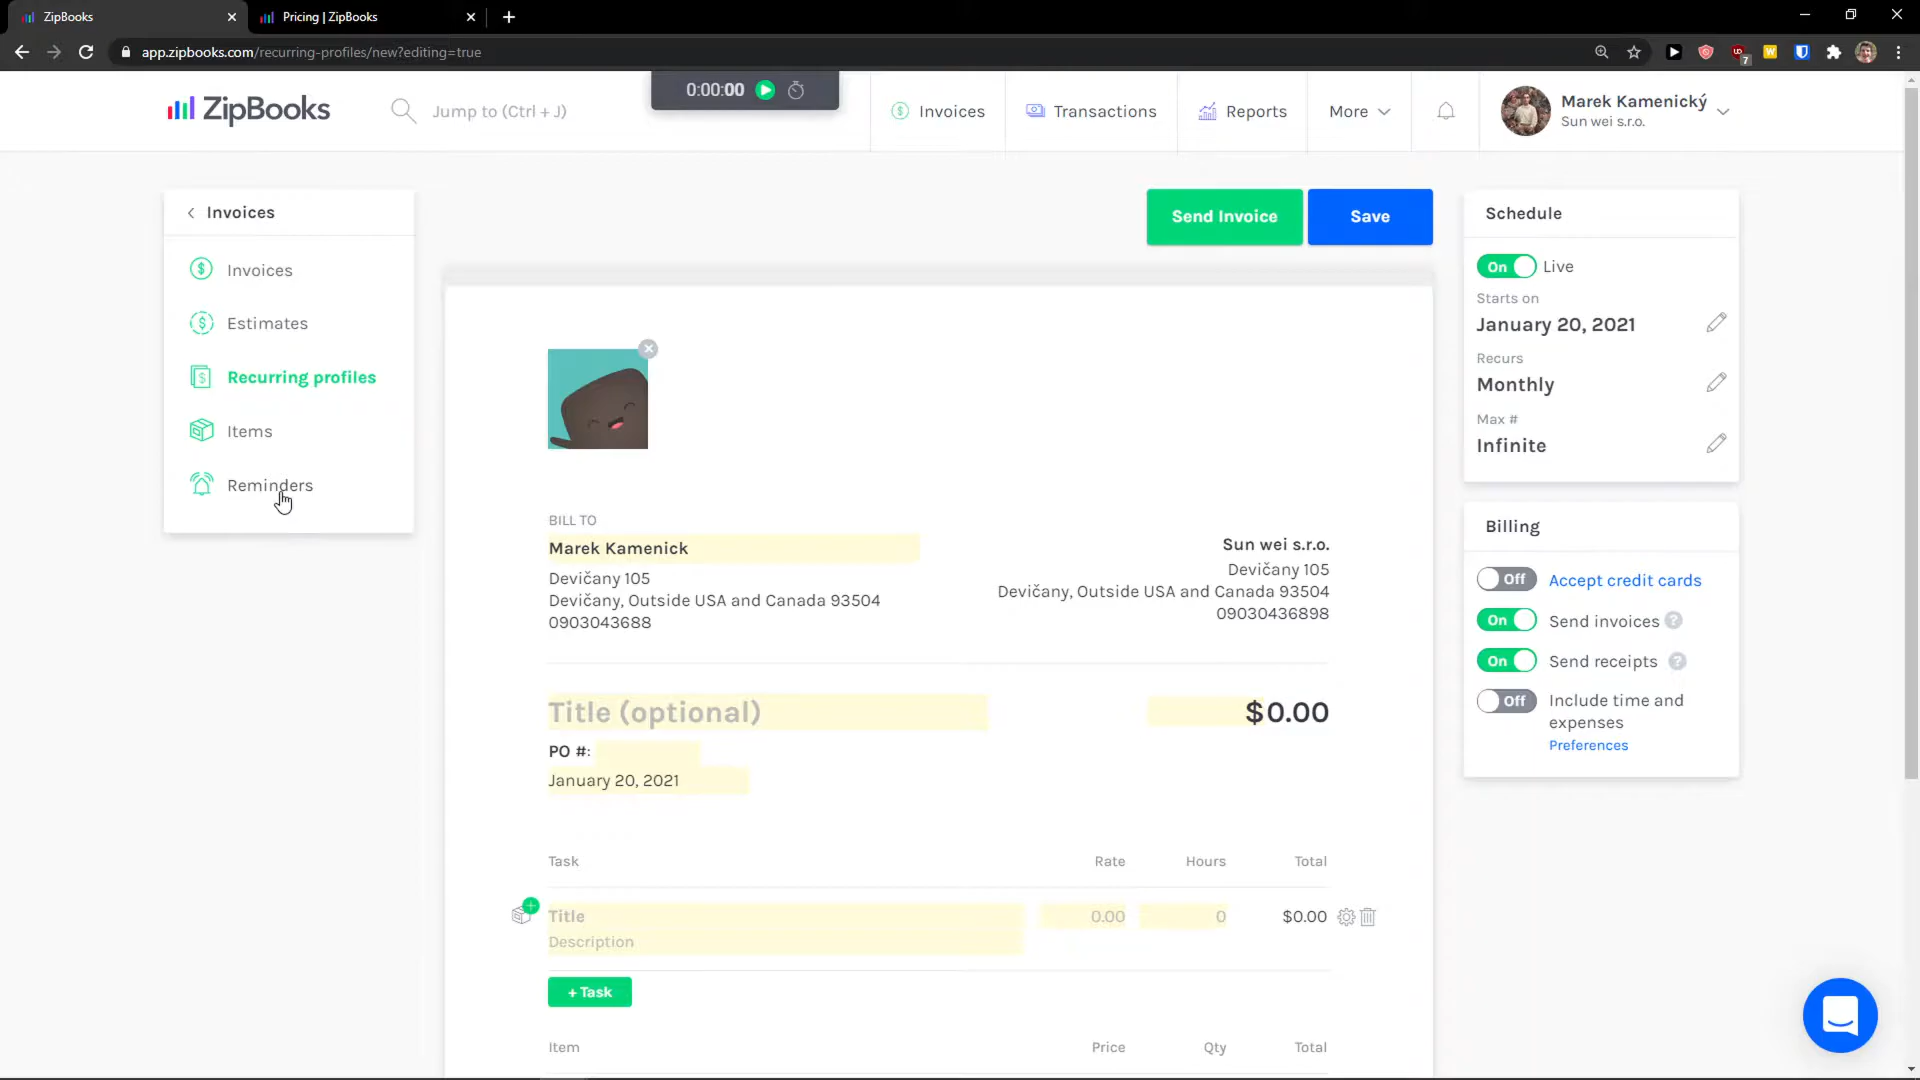 ZipBooks
Pricing | ZipBooks
app.zipbooks.com/recurring-profiles/new?editing=true
7
ZipBooks
Jump to (Ctrl + J)
0:00:00
Invoices
Transactions
Reports
More
Marek Kamenický
Sun wei s.r.o.
Invoices
Invoices
Estimates
Recurring profiles
Items
Reminders
Send Invoice
Save
BILL TO
Marek Kamenick
Devičany 105
Devičany, Outside USA and Canada 93504
0903043688
Sun wei s.r.o.
Devičany 105
Devičany, Outside USA and Canada 93504
09030436898
Title (optional)
$0.00
PO #:
January 20, 2021
Task
Rate
Hours
Total
Title
0.00
0
$0.00
Description
+ Task
Item
Price
Qty
Total
Schedule
On
Live
Starts on
January 20, 2021
Recurs
Monthly
Max #
Infinite
Billing
Off
Accept credit cards
On
Send invoices ?
On
Send receipts ?
Off
Include time and
expenses
Preferences